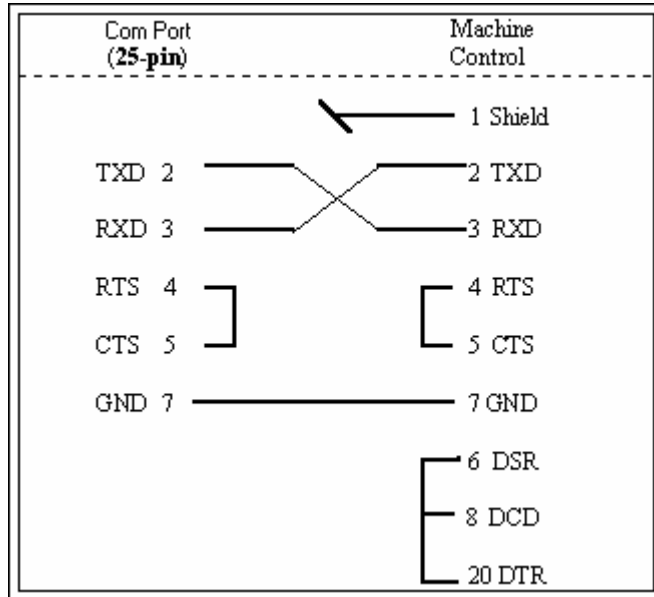 Com Port Machine
(25-pin) Control
1 Shield
TXD 2 2 TXD
RXD 3 3 RXD
RTS 4 4 RTS
CTS 5 5 CTS
GND 7 7 GND
6 DSR
8 DCD
20 DTR